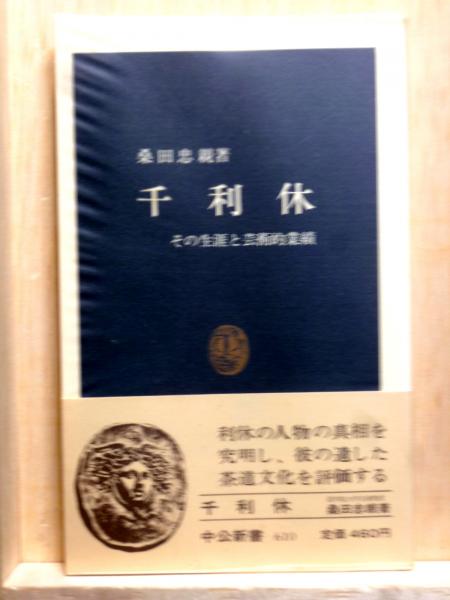 桑田忠親著
千利休
その生涯と芸術的業績
利休の人物の真相を
究明し、彼の遺した
茶道文化を評価する
千利休
桑田忠親著
中公新書 600
定価 460円